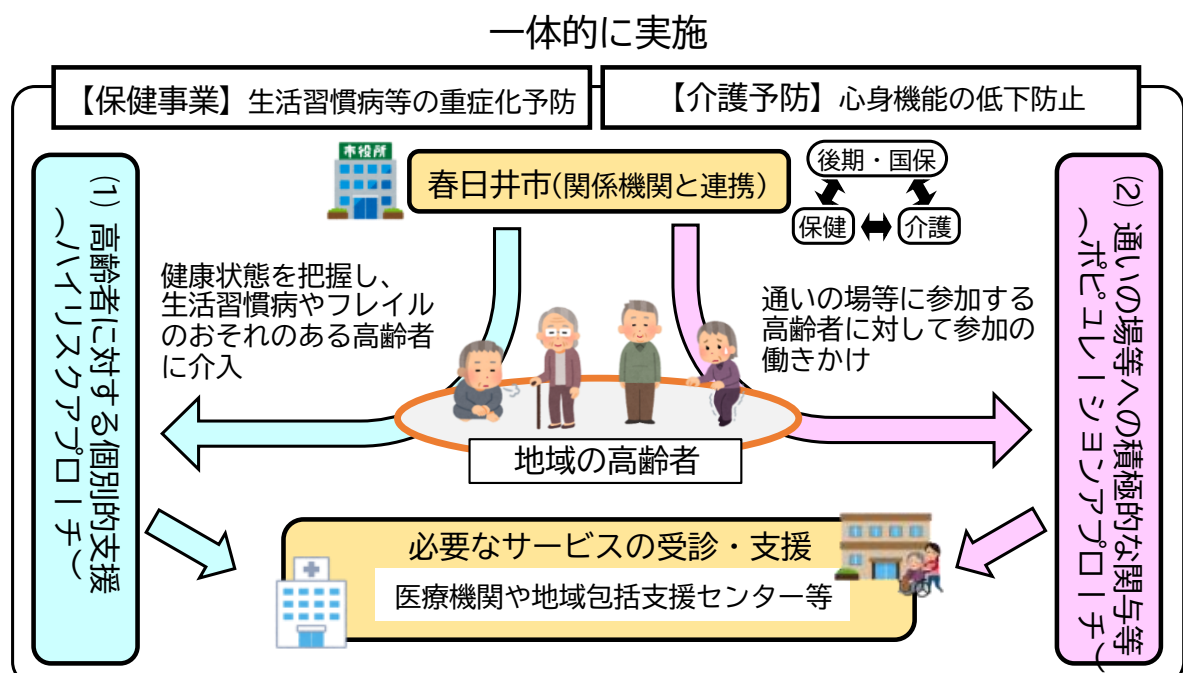 一体的に実施
【保健事業】生活習慣病等の重症化予防
【介護予防】心身機能の低下防止
市役所
春日井市(関係機関と連携)
後期・国保
保健
介護
(1) 高齢者に対する個別的支援
(ハイリスクアプローチ)
健康状態を把握し、
生活習慣病やフレイル
のおそれのある高齢者
に介入
通いの場等に参加する
高齢者に対して参加の
働きかけ
(2) 通いの場等への積極的な関与等
(ポピュレーションアプローチ)
地域の高齢者
必要なサービスの受診・支援
医療機関や地域包括支援センター等